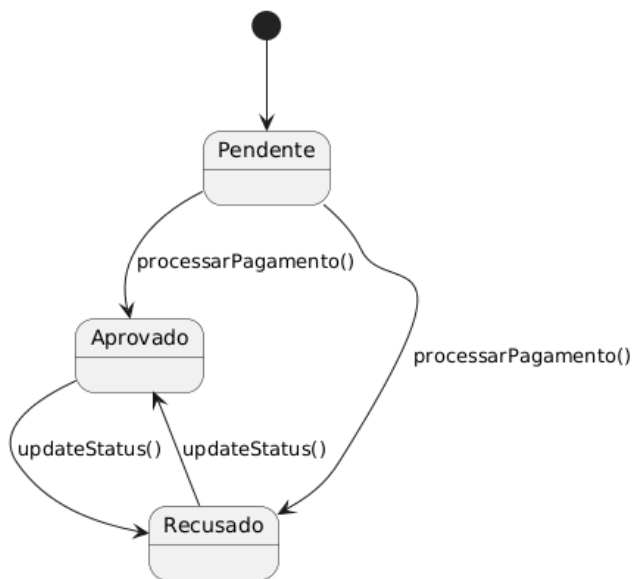 Pendente
processarPagamento()
Aprovado
processarPagamento()
updateStatus()
updateStatus()
Recusado